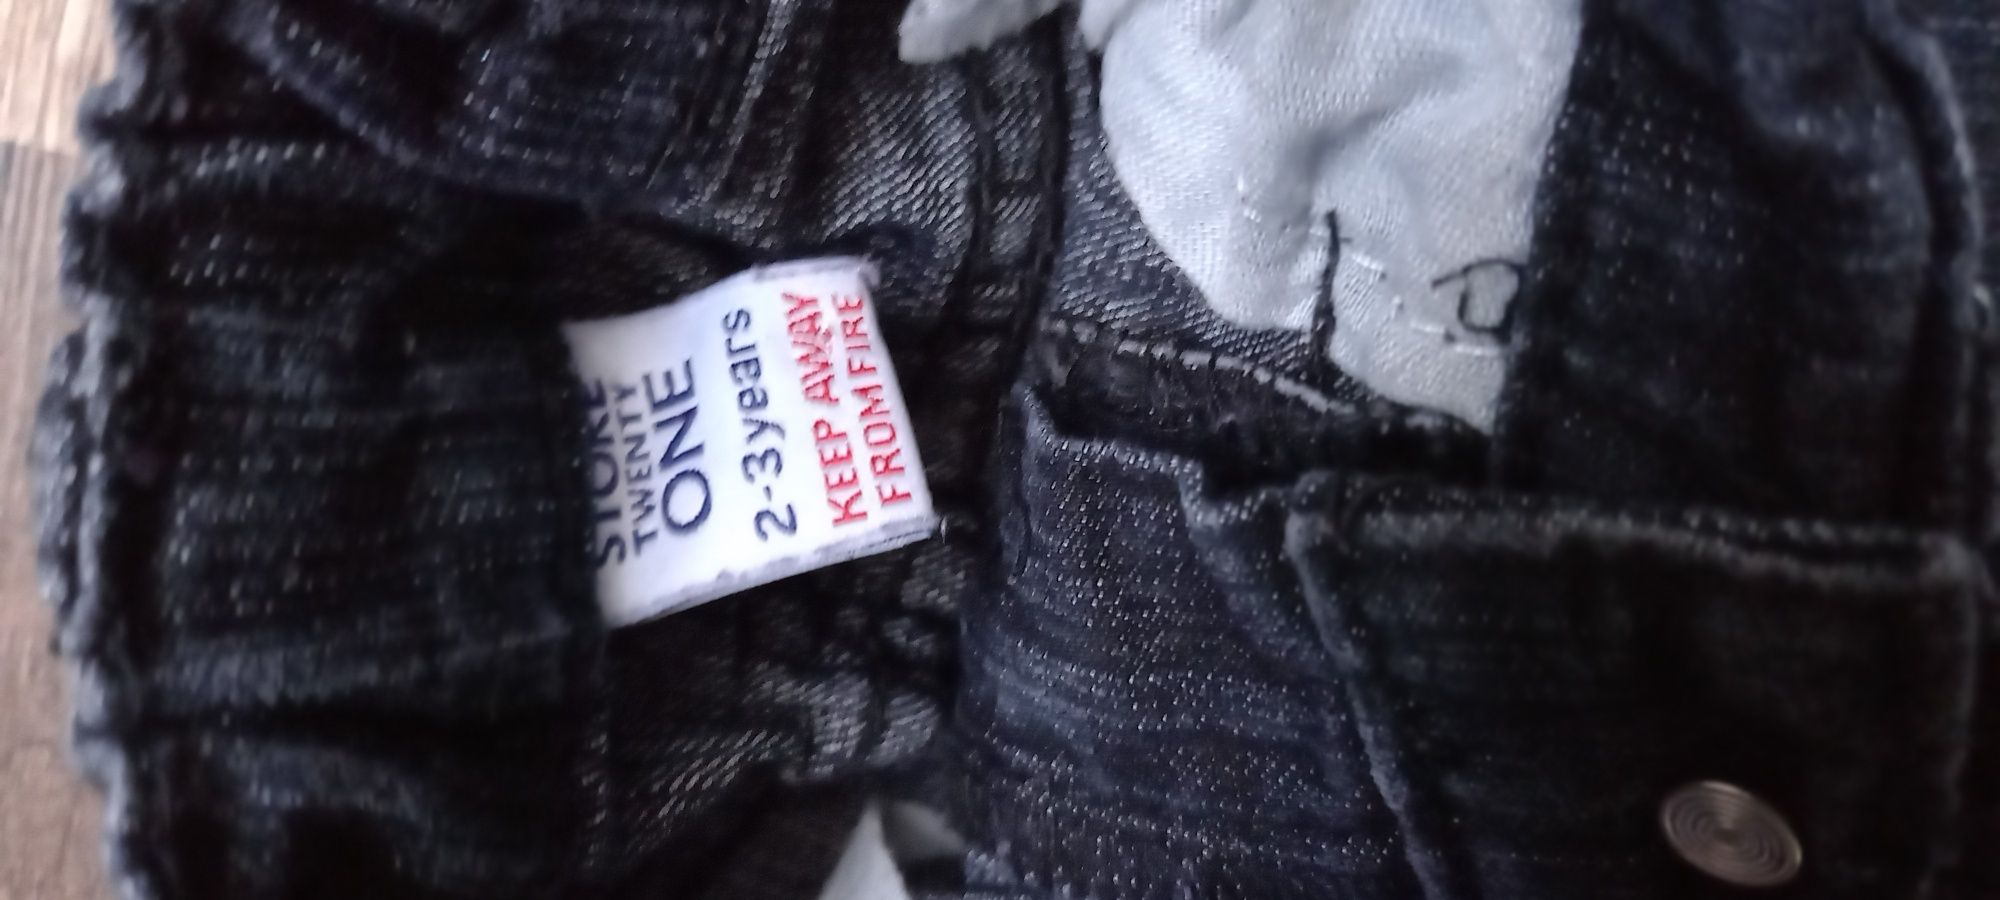 STORE
TWENTY
ONE
2-3years
KEEP AWAY
FROM FIRE